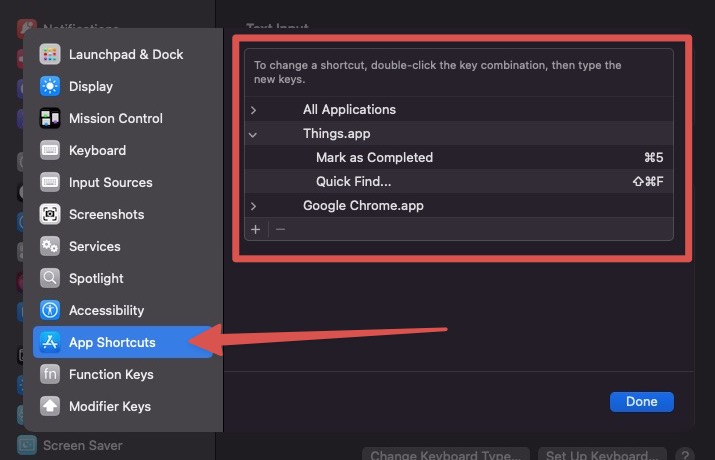 Notifications
Text Input
Launchpad & Dock
Display
Mission Control
Keyboard
Input Sources
Screenshots
Services
Spotlight
Accessibility
App Shortcuts
fn Function Keys
Modifier Keys
Screen Saver
To change a shortcut, double-click the key combination, then type the
new keys.
> All Applications
Things.app
Mark as Completed ⌘5
Quick Find... ⇧⌘F
> Google Chrome.app
+ −
Done
Change Keyboard Type...
Set Up Keyboard...
?